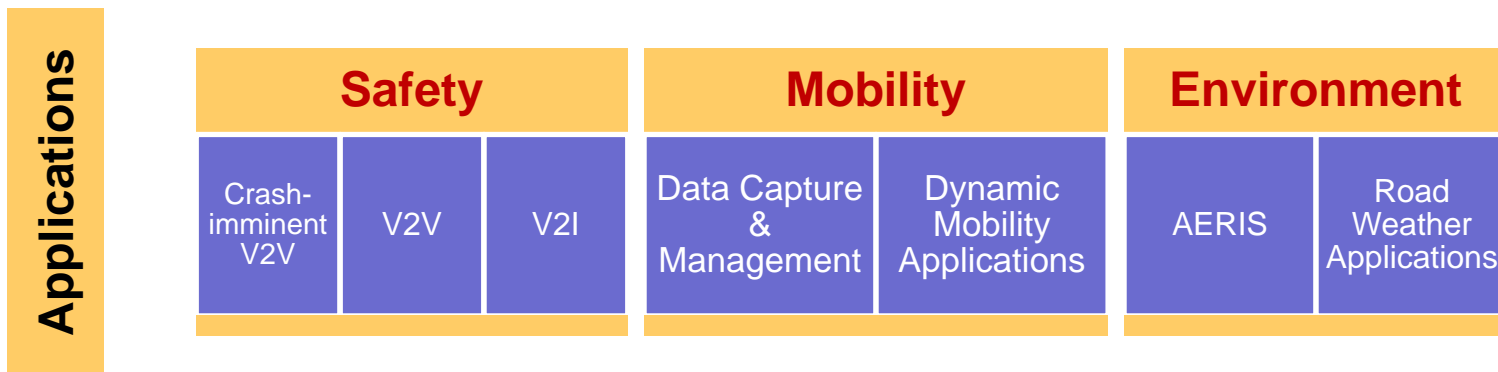 Applications
Safety
Mobility
Environment
Crash-
imminent
V2V
V2V
V2I
Data Capture
&
Management
Dynamic
Mobility
Applications
AERIS
Road
Weather
Applications